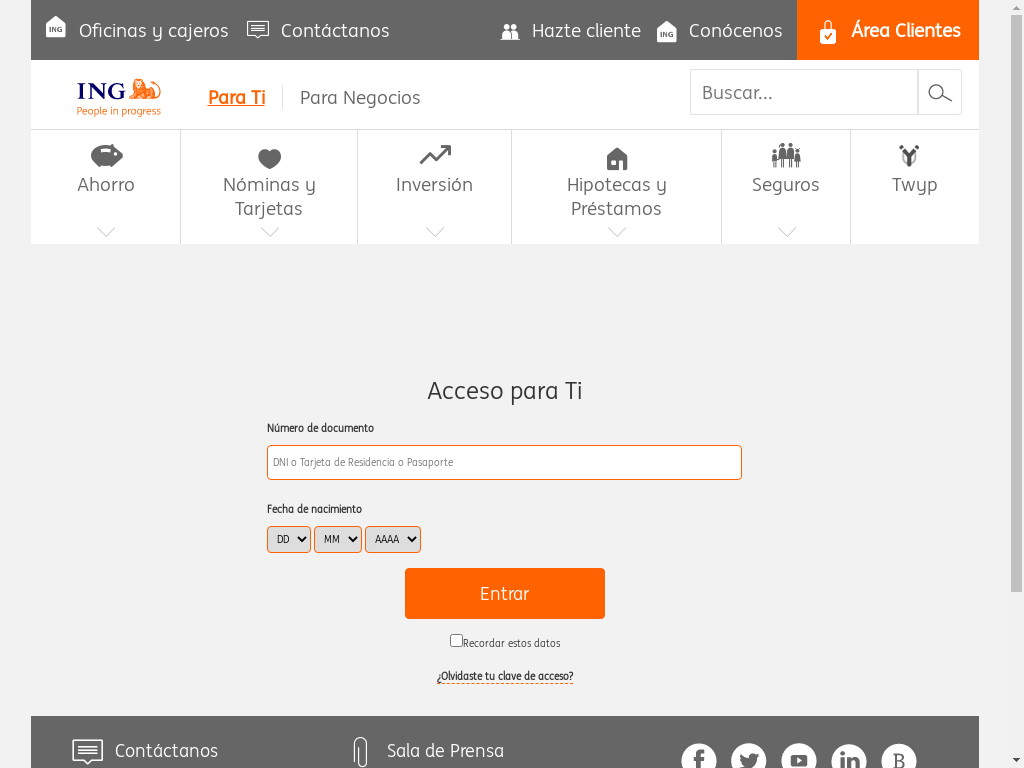 ING Oficinas y cajeros Contáctanos Hazte cliente ING Conócenos Área Clientes
ING
People in progress
Para Ti Para Negocios Buscar...
Ahorro Nóminas y Tarjetas Inversión Hipotecas y Préstamos Seguros Twyp
Acceso para Ti
Número de documento
DNI o Tarjeta de Residencia o Pasaporte
Fecha de nacimiento
DD MM AAAA
Entrar
Recordar estos datos
¿Olvidaste tu clave de acceso?
Contáctanos Sala de Prensa f in B